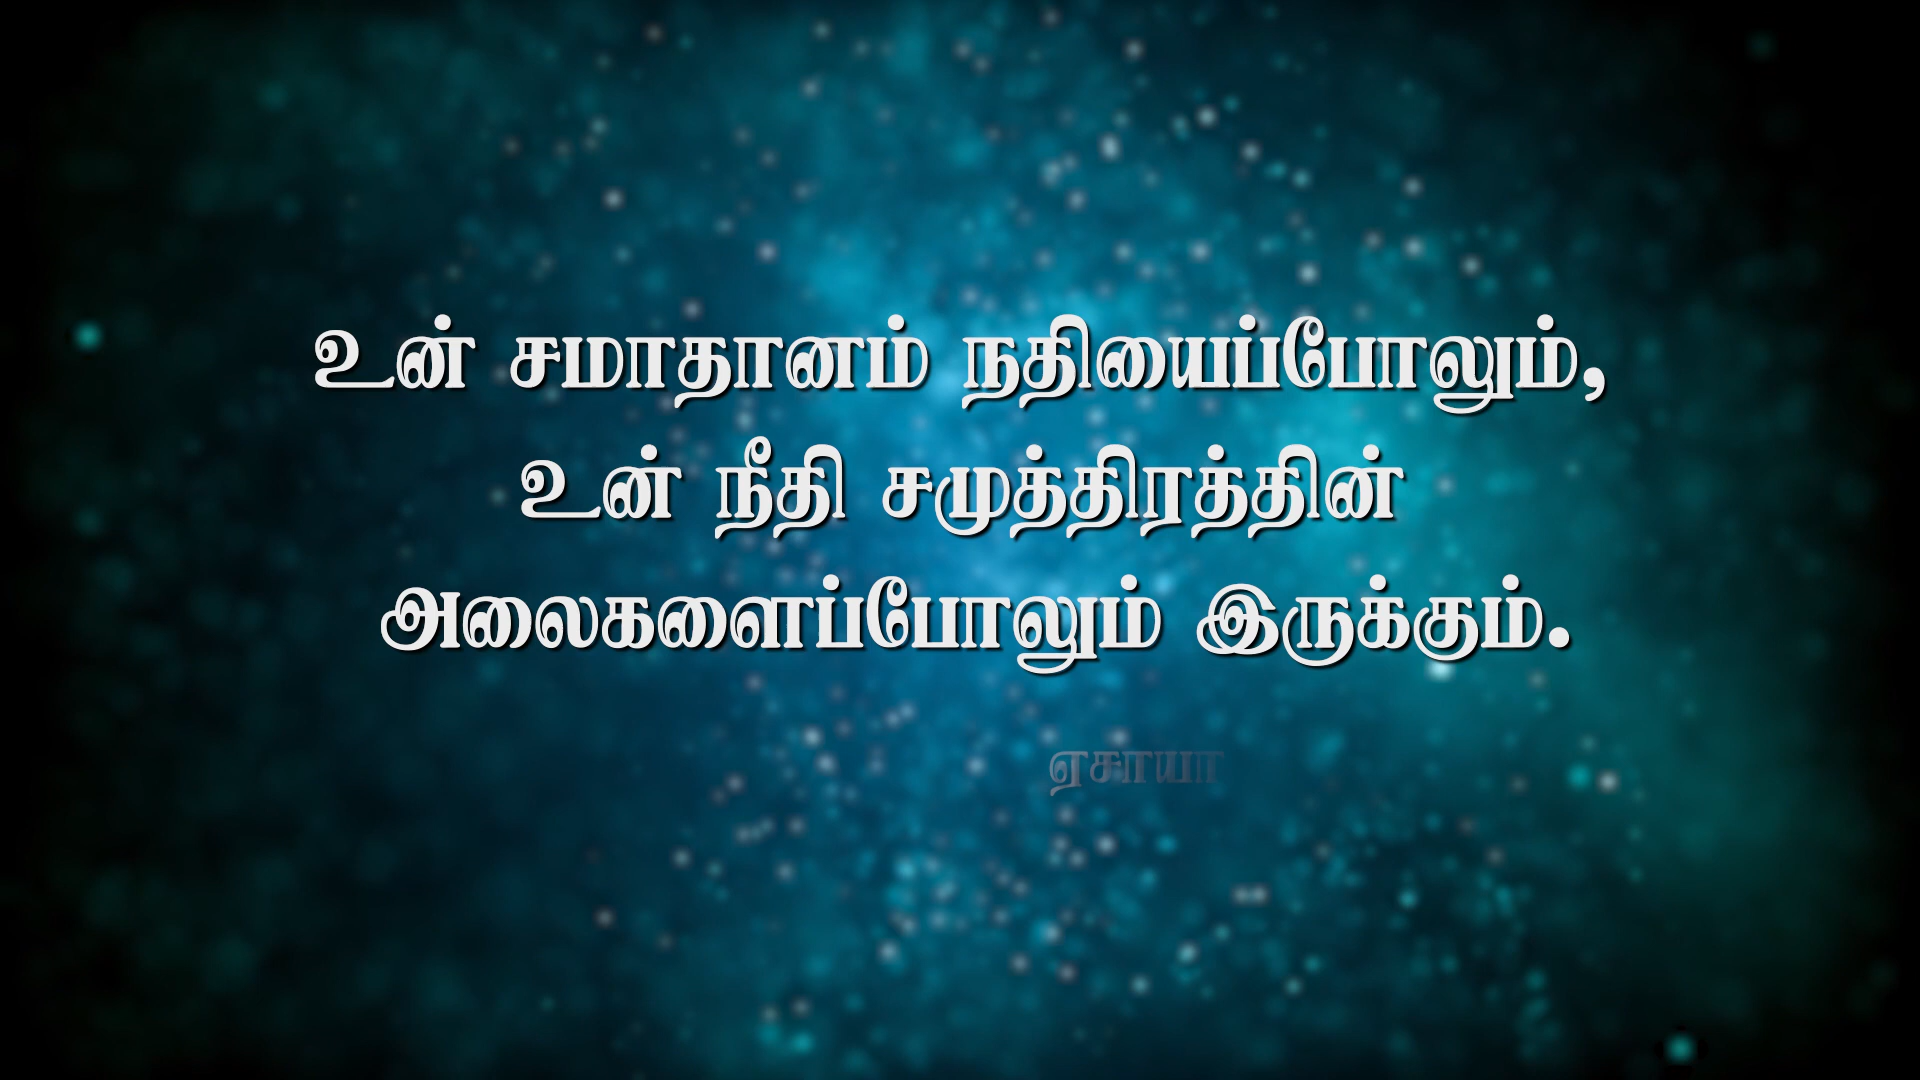 உன் சமாதானம் நதியைப்போலும்,
உன் நீதி சமுத்திரத்தின்
அலைகளைப்போலும் இருக்கும்.
ஏசாயா